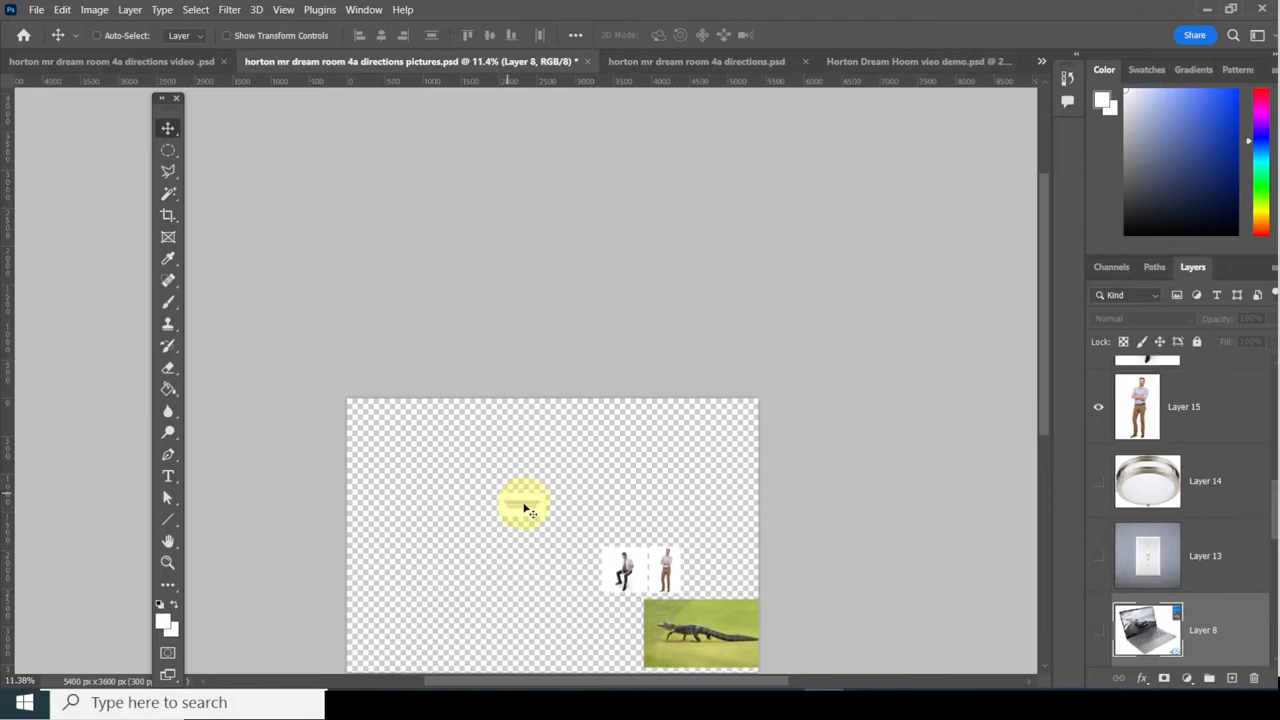 File Edit Image Layer Type Select Filter 3D View Plugins Window Help
Auto-Select: Layer Show Transform Controls 3D Mode: Share
horton mr dream room 4a directions video .psd × horton mr dream room 4a directions pictures.psd @ 11.4% (Layer 8, RGB/8) * × horton mr dream room 4a directions.psd × Horton Dream Hoom vieo demo.psd @ 2...
Color Swatches Gradients Pattern:
Channels Paths Layers
Kind
Normal Opacity: 100%
Lock: Fill: 100%
Layer 15
Layer 14
Layer 13
Layer 8
11.38% 5400 px x 3600 px (300 p
Type here to search